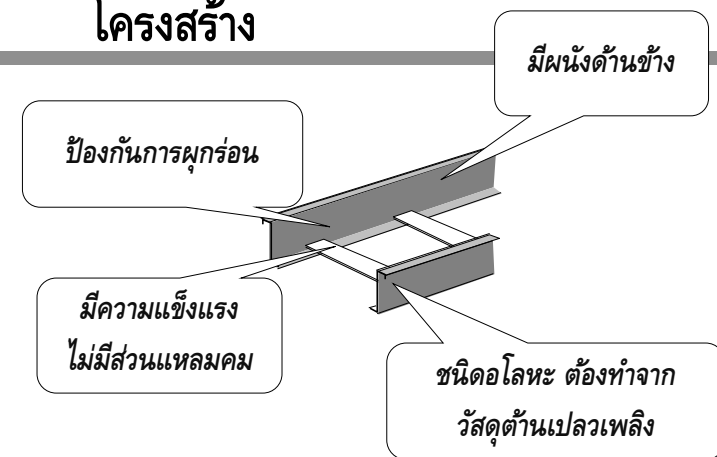 โครงสร้าง
มีผนังด้านข้าง
ป้องกันการผุกร่อน
มีความแข็งแรง
ไม่มีส่วนแหลมคม
ชนิดอโลหะ ต้องทำจาก
วัสดุต้านเปลวเพลิง